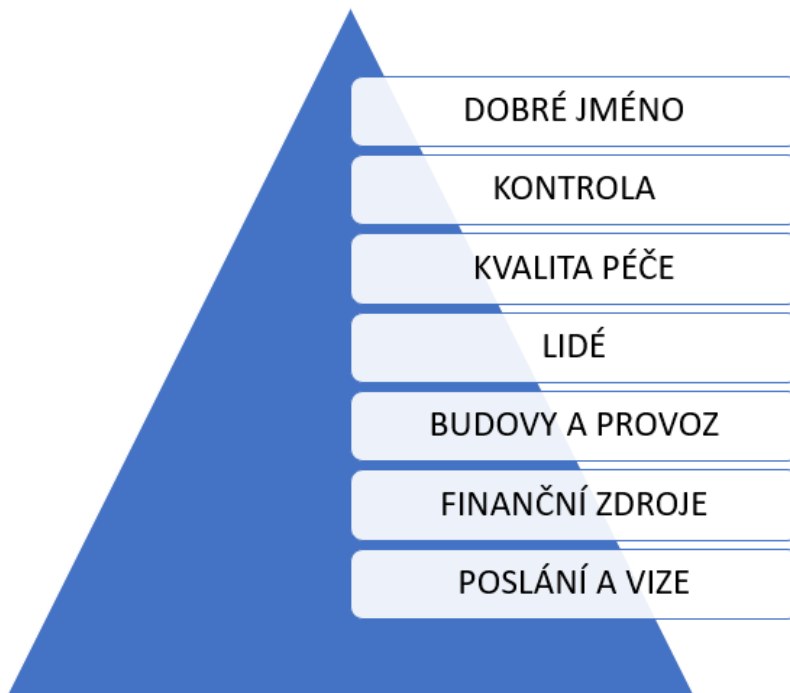 DOBRÉ JMÉNO
KONTROLA
KVALITA PÉČE
LIDÉ
BUDOVY A PROVOZ
FINANČNÍ ZDROJE
POSLÁNÍ A VIZE